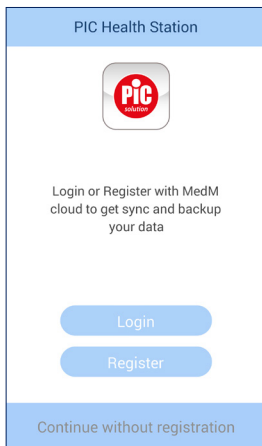 PIC Health Station
PiC
solution
Login or Register with MedM
cloud to get sync and backup
your data
Login
Register
Continue without registration